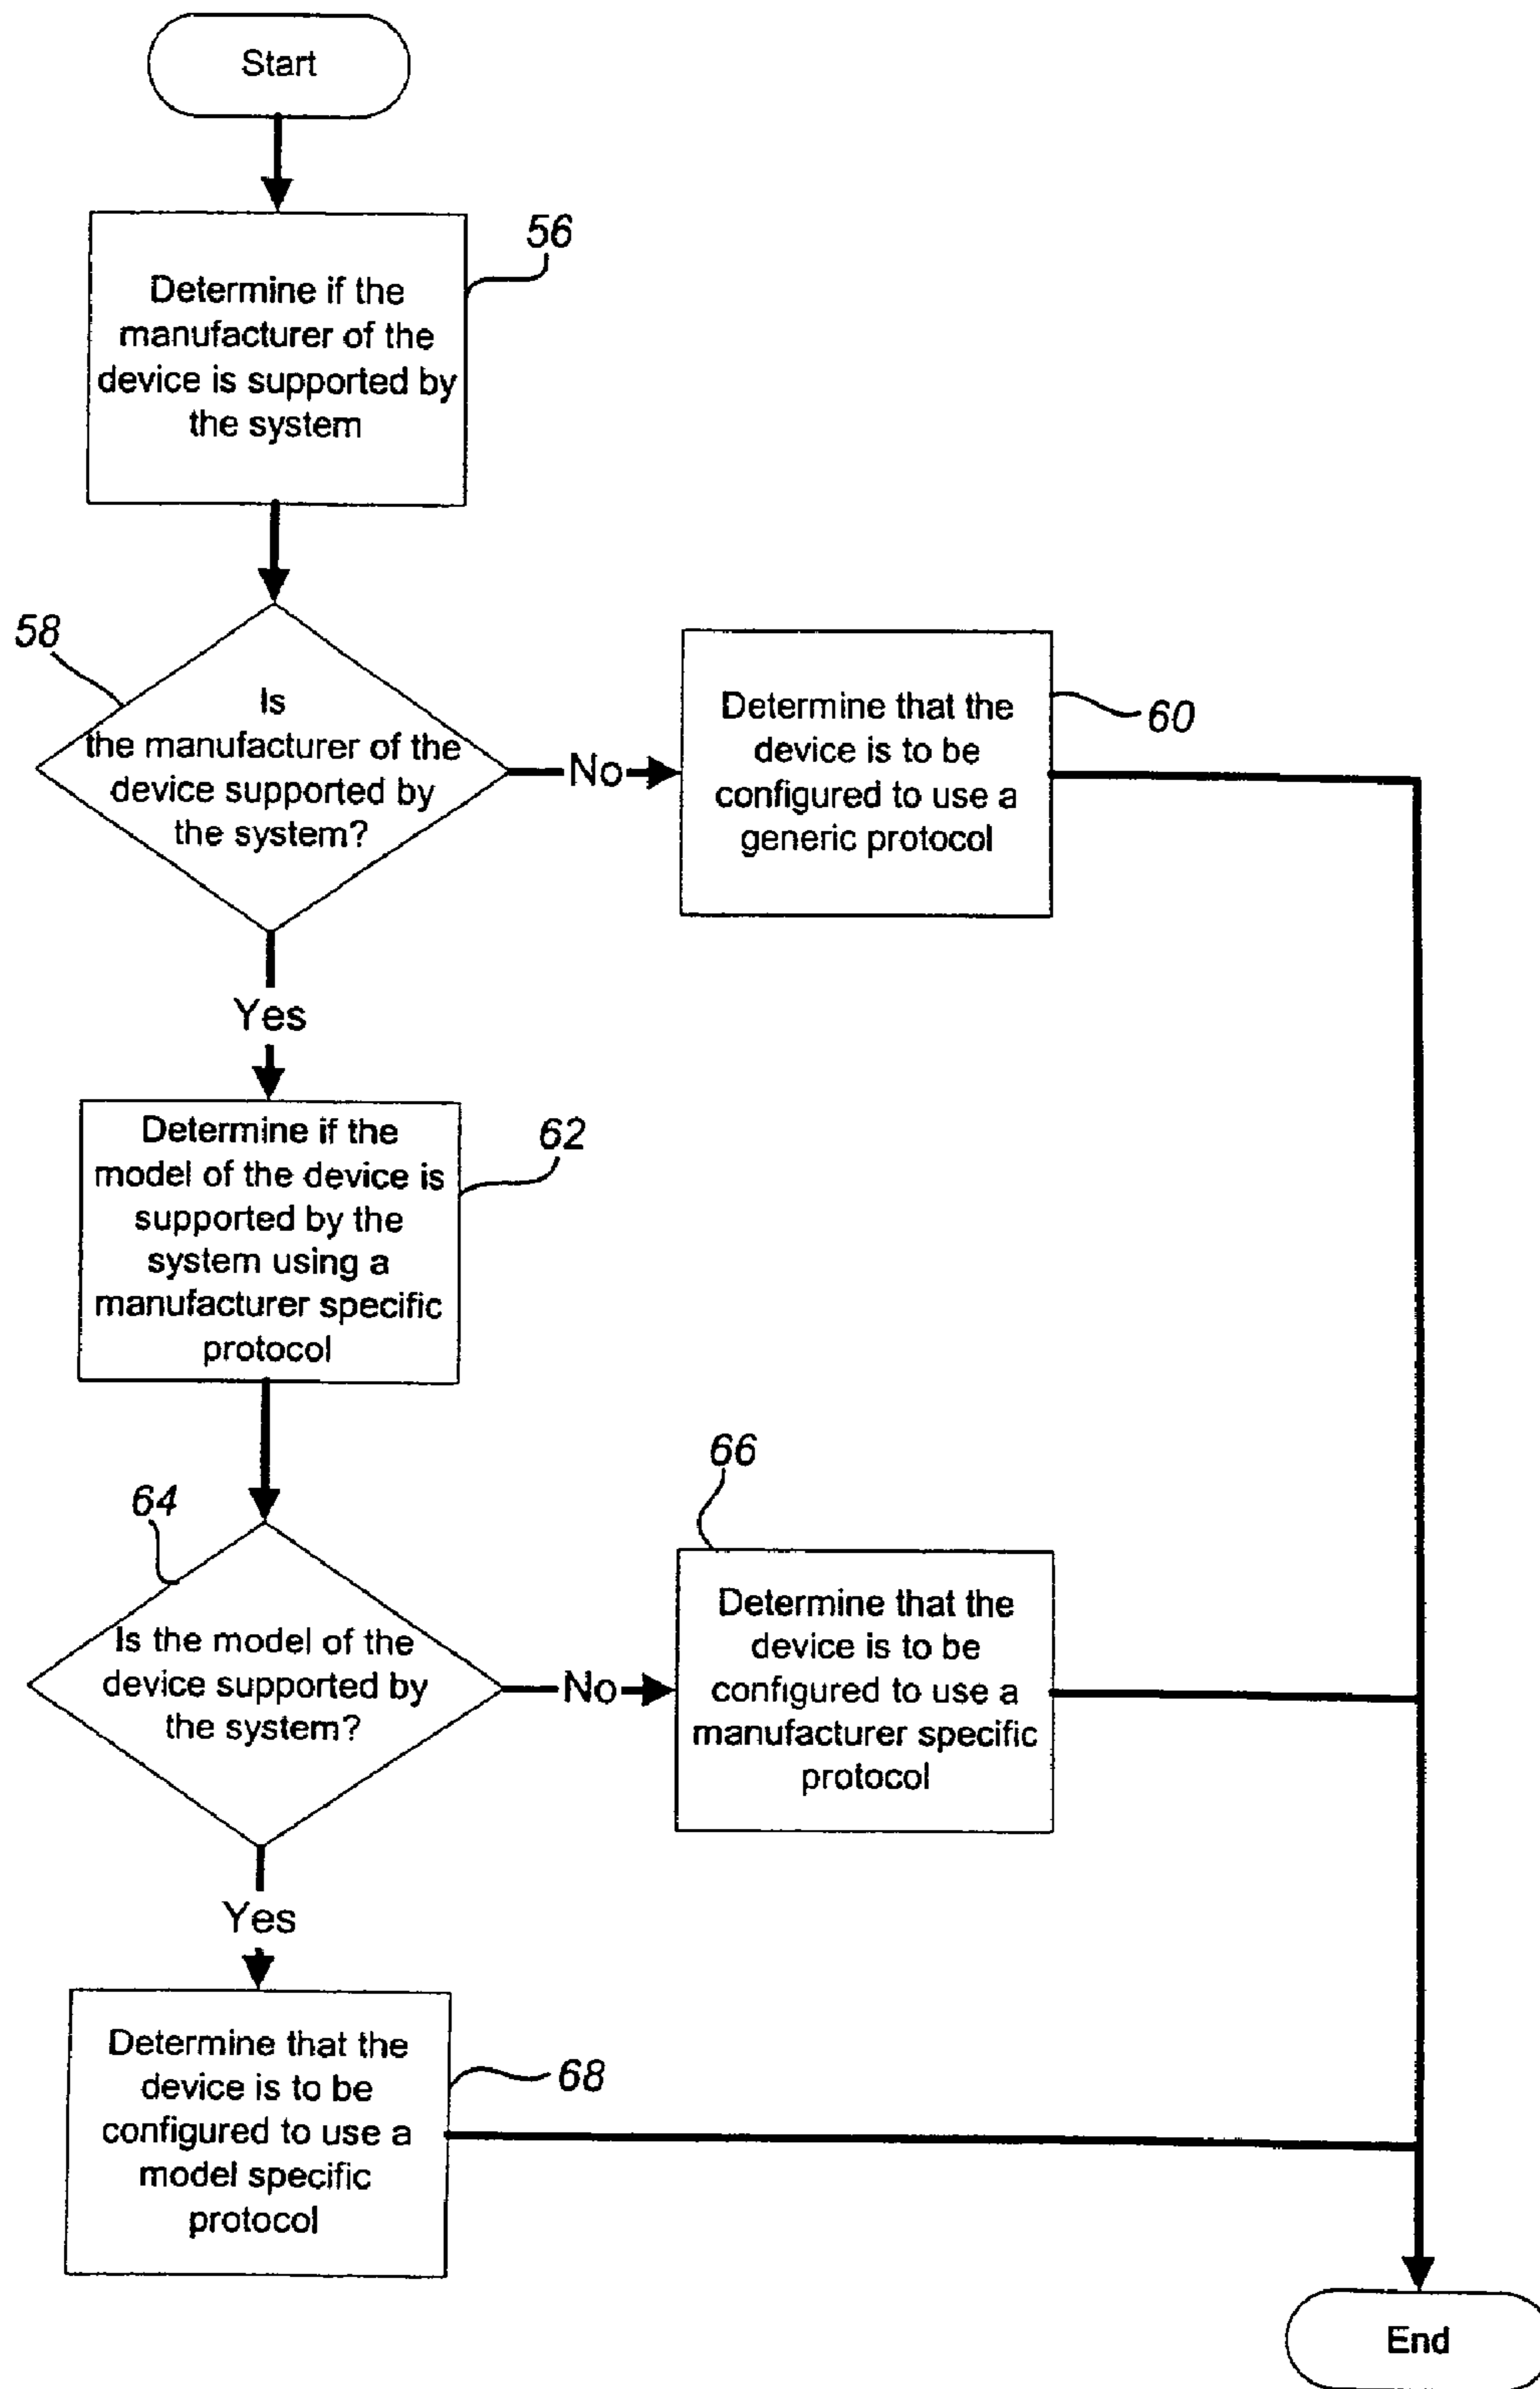 Start
56
Determine if the
manufacturer of the
device is supported by
the system
58
Is
the manufacturer of the
device supported by
the system?
No
Determine that the
device is to be
configured to use a
generic protocol
60
Yes
Determine if the
model of the device is
supported by the
system using a
manufacturer specific
protocol
62
64
Is the model of the
device supported by
the system?
No
66
Determine that the
device is to be
configured to use a
manufacturer specific
protocol
Yes
Determine that the
device is to be
configured to use a
model specific
protocol
68
End